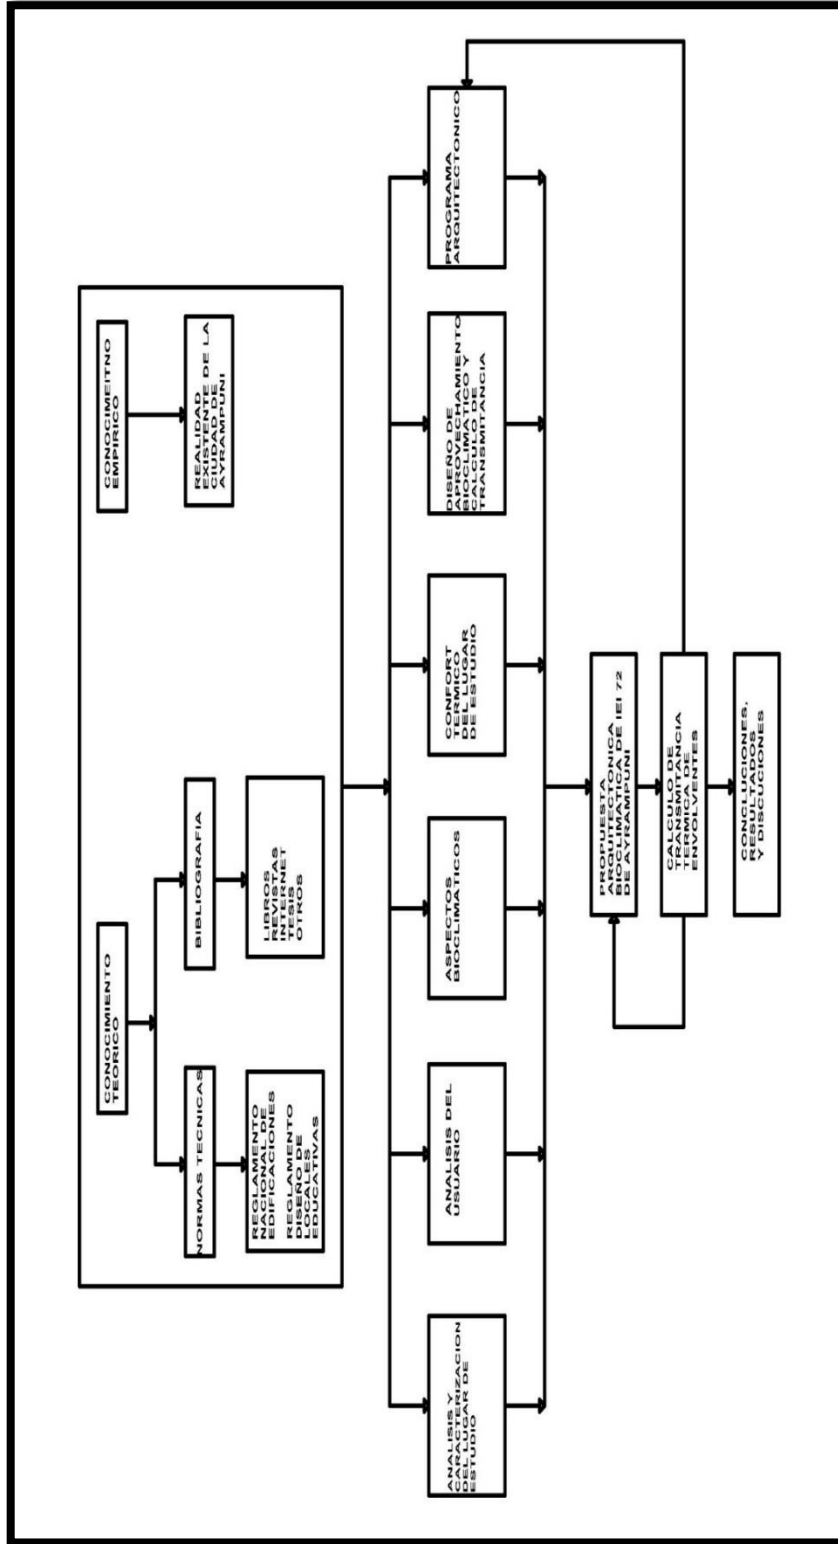 CONOCIMIENTO
TEORICO
NORMAS TECNICAS
REGLAMENTO
NACIONAL DE
EDIFICACIONES
REGLAMENTO
DISEÑO DE
LOCALES
EDUCATIVAS
BIBLIOGRAFIA
LIBROS
REVISTAS
INTERNET
TESIS
OTROS
CONOCIMEITNO
EMPIRICO
REALIDAD
EXISTENTE DE LA
CIUDAD DE
AYRAMPUNI
ANALISIS Y
CARACTERIZACION
DEL LUGAR DE
ESTUDIO
ANALISIS DEL
USUARIO
ASPECTOS
BIOCLIMATICOS
CONFORT
TERMICO
DEL LUGAR
DE ESTUDIO
DISEÑO DE
APROVECHAMIENTO
BIOCLIMATICO Y
CALCULO DE
TRANSMITANCIA
PROGRAMA
ARQUITECTONICO
PROPUESTA
ARQUITECTONICA
BIOCLIMATICA DE IEI 72
DE AYRAMPUNI
CALCULO DE
TRANSMITANCIA
TERMICA DE
ENVOLVENTES
CONCLUCIONES,
RESULTADOS
Y DISCUCIONES